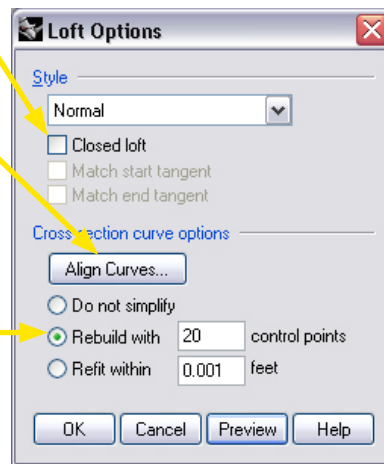 Loft Options
Style
Normal
Closed loft
Match start tangent
Match end tangent
Cross section curve options
Align Curves...
Do not simplify
Rebuild with 20 control points
Refit within 0.001 feet
OK Cancel Preview Help